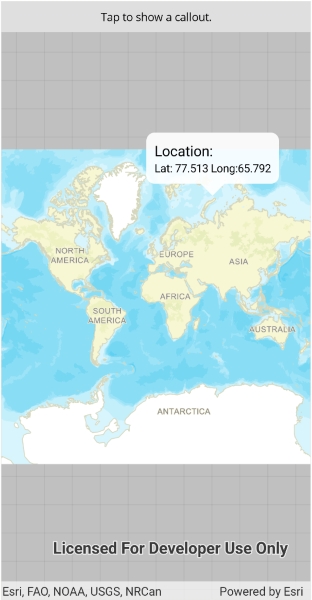 Tap to show a callout.
Location:
Lat: 77.513 Long:65.792
NORTH
AMERICA
EUROPE
ASIA
AFRICA
SOUTH
AMERICA
AUSTRALIA
ANTARCTICA
Licensed For Developer Use Only
Esri, FAO, NOAA, USGS, NRCan
Powered by Esri